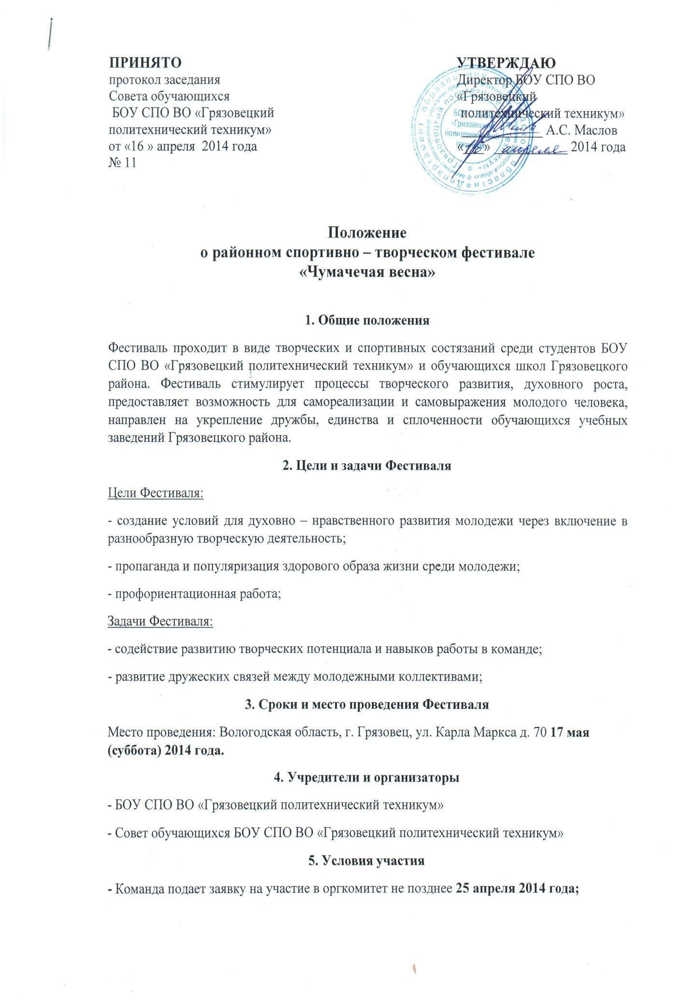 ПРИНЯТО
протокол заседания
Совета обучающихся
БОУ СПО ВО «Грязовецкий
политехнический техникум»
от «16 » апреля 2014 года
№ 11
УТВЕРЖДАЮ
Директор БОУ СПО ВО
«Грязовецкий
политехнический техникум»
А.С. Маслов
«16» апреля 2014 года
Положение
о районном спортивно – творческом фестивале
«Чумачечая весна»
1. Общие положения
Фестиваль проходит в виде творческих и спортивных состязаний среди студентов БОУ
СПО ВО «Грязовецкий политехнический техникум» и обучающихся школ Грязовецкого
района. Фестиваль стимулирует процессы творческого развития, духовного роста,
предоставляет возможность для самореализации и самовыражения молодого человека,
направлен на укрепление дружбы, единства и сплоченности обучающихся учебных
заведений Грязовецкого района.
2. Цели и задачи Фестиваля
Цели Фестиваля:
- создание условий для духовно – нравственного развития молодежи через включение в
разнообразную творческую деятельность;
- пропаганда и популяризация здорового образа жизни среди молодежи;
- профориентационная работа;
Задачи Фестиваля:
- содействие развитию творческих потенциала и навыков работы в команде;
- развитие дружеских связей между молодежными коллективами;
3. Сроки и место проведения Фестиваля
Место проведения: Вологодская область, г. Грязовец, ул. Карла Маркса д. 70 17 мая
(суббота) 2014 года.
4. Учредители и организаторы
- БОУ СПО ВО «Грязовецкий политехнический техникум»
- Совет обучающихся БОУ СПО ВО «Грязовецкий политехнический техникум»
5. Условия участия
- Команда подает заявку на участие в оргкомитет не позднее 25 апреля 2014 года;